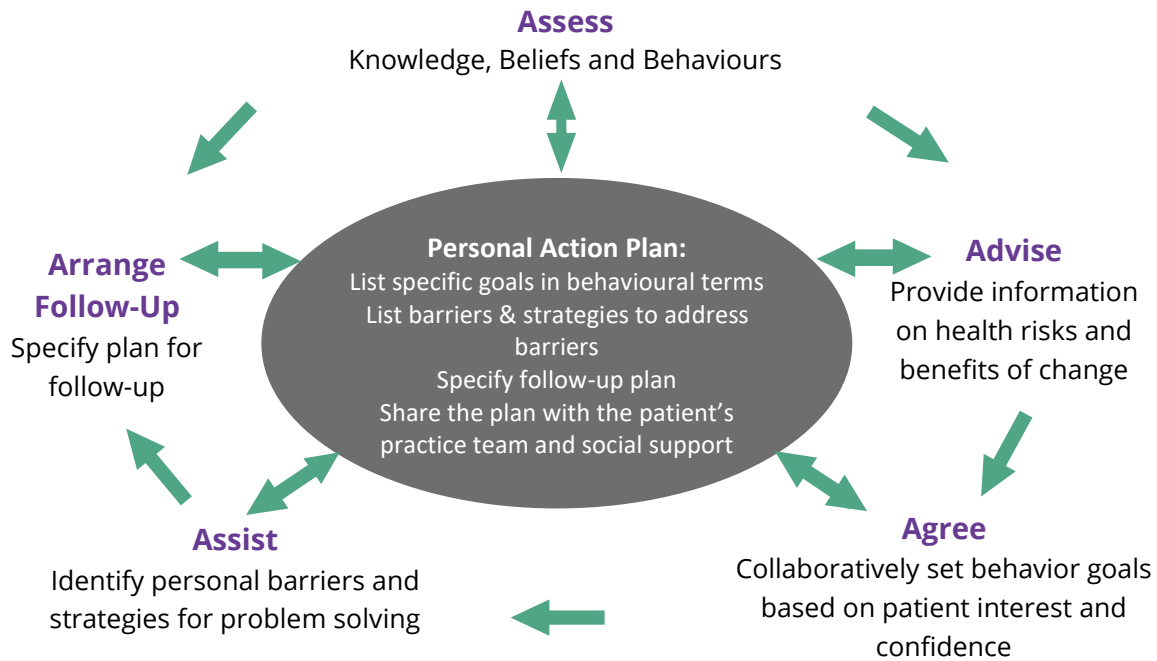 Assess
Knowledge, Beliefs and Behaviours
Personal Action Plan:
List specific goals in behavioural terms
List barriers & strategies to address
barriers
Specify follow-up plan
Share the plan with the patient’s
practice team and social support
Advise
Provide information
on health risks and
benefits of change
Agree
Collaboratively set behavior goals
based on patient interest and
confidence
Assist
Identify personal barriers and
strategies for problem solving
Arrange
Follow-Up
Specify plan for
follow-up